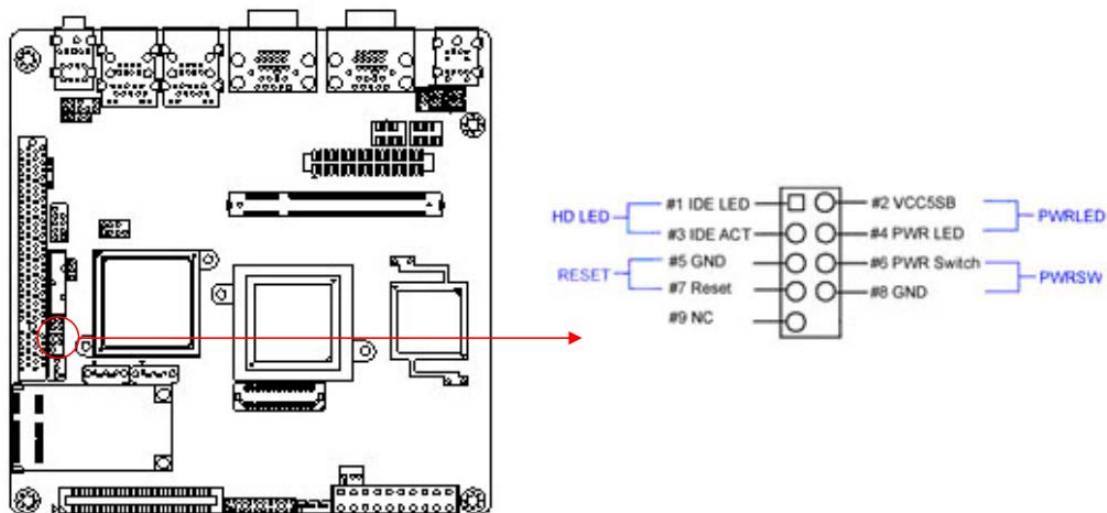 HD LED
#1 IDE LED
#2 VCC5SB
PWRLED
#3 IDE ACT
#4 PWR LED
RESET
#5 GND
#6 PWR Switch
PWRSW
#7 Reset
#8 GND
#9 NC